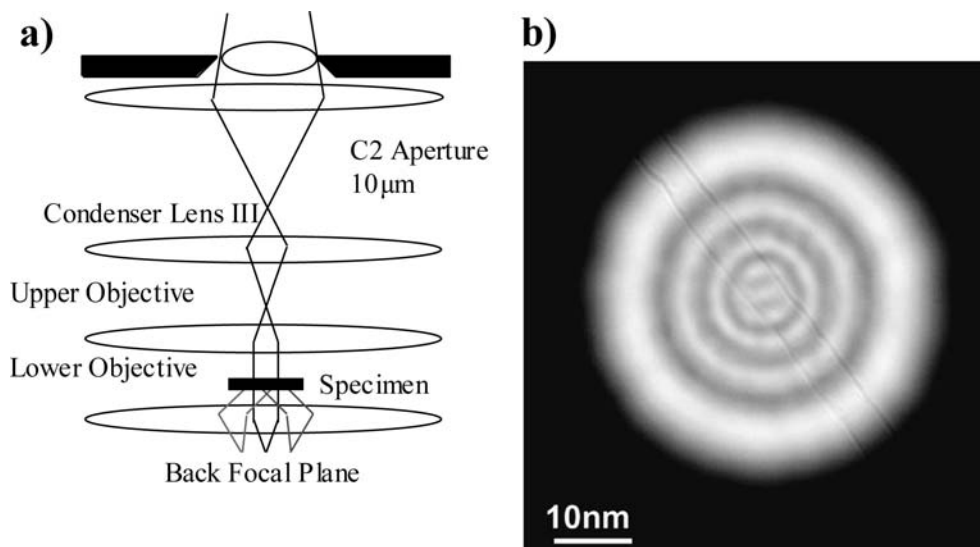 a)
C2 Aperture
10μm
Condenser Lens III
Upper Objective
Lower Objective
Specimen
Back Focal Plane
b)
10nm